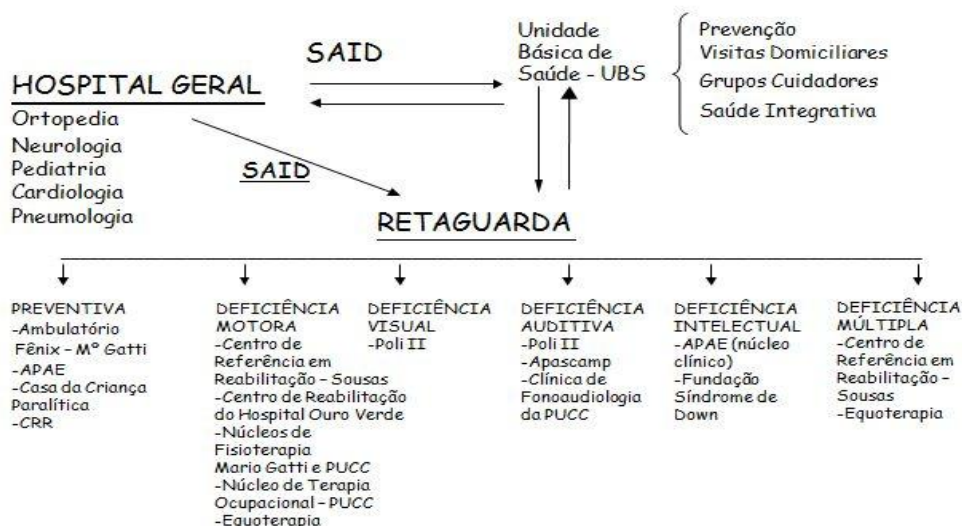 SAID
HOSPITAL GERAL
Ortopedia
Neurologia
Pediatria
Cardiologia
Pneumologia
SAID
Unidade
Básica de
Saúde - UBS
Prevenção
Visitas Domiciliares
Grupos Cuidadores
Saúde Integrativa
RETAGUARDA
PREVENTIVA
-Ambulatório
Fênix - Mº Gatti
-APAE
-Casa da Criança
Paralítica
-CRR
DEFICIÊNCIA
MOTORA
-Centro de
Referência em
Reabilitação - Sousas
-Centro de Reabilitação
do Hospital Ouro Verde
-Núcleos de
Fisioterapia
Mario Gatti e PUCC
-Núcleo de Terapia
Ocupacional - PUCC
-Equoterapia
DEFICIÊNCIA
VISUAL
-Poli II
DEFICIÊNCIA
AUDITIVA
-Poli II
-Apascamp
-Clínica de
Fonoaudiologia
da PUCC
DEFICIÊNCIA
INTELECTUAL
-APAE (núcleo
clínico)
-Fundação
Síndrome de
Down
DEFICIÊNCIA
MÚLTIPLA
-Centro de
Referência em
Reabilitação -
Sousas
-Equoterapia